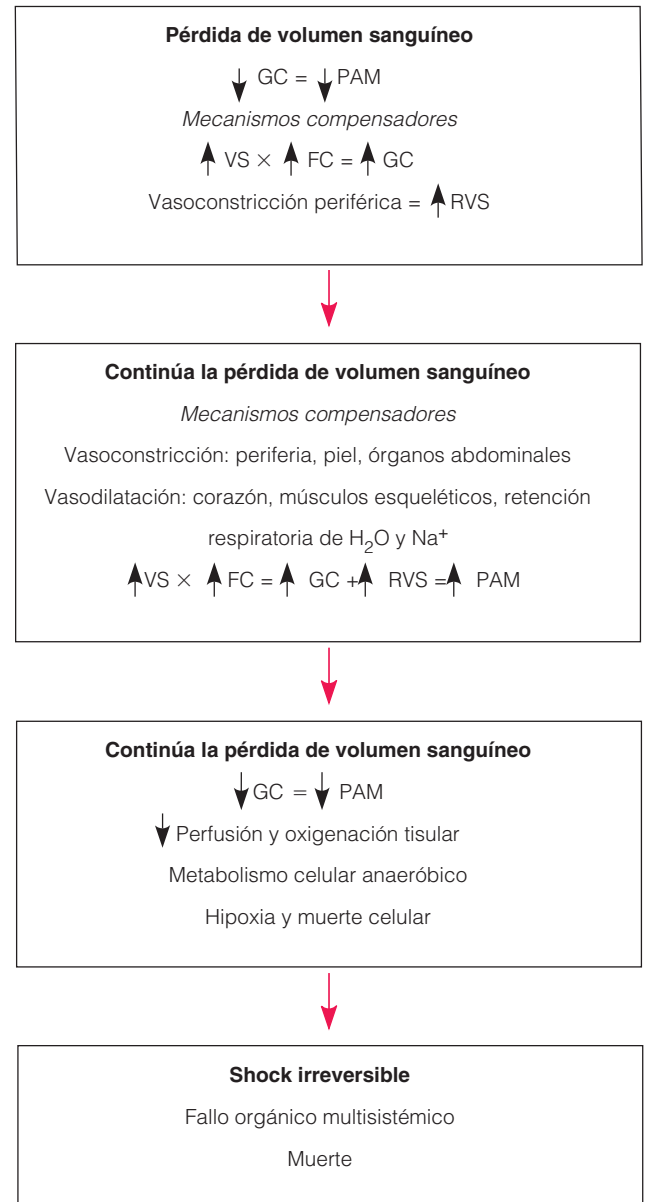 Pérdida de volumen sanguíneo
↓ GC = ↓ PAM
Mecanismos compensadores
↑ VS × ↑ FC = ↑ GC
Vasoconstricción periférica = ↑ RVS
Continúa la pérdida de volumen sanguíneo
Mecanismos compensadores
Vasoconstricción: periferia, piel, órganos abdominales
Vasodilatación: corazón, músculos esqueléticos, retención
respiratoria de H₂O y Na⁺
↑ VS × ↑ FC = ↑ GC + ↑ RVS = ↑ PAM
Continúa la pérdida de volumen sanguíneo
↓ GC = ↓ PAM
↓ Perfusión y oxigenación tisular
Metabolismo celular anaeróbico
Hipoxia y muerte celular
Shock irreversible
Fallo orgánico multisistémico
Muerte